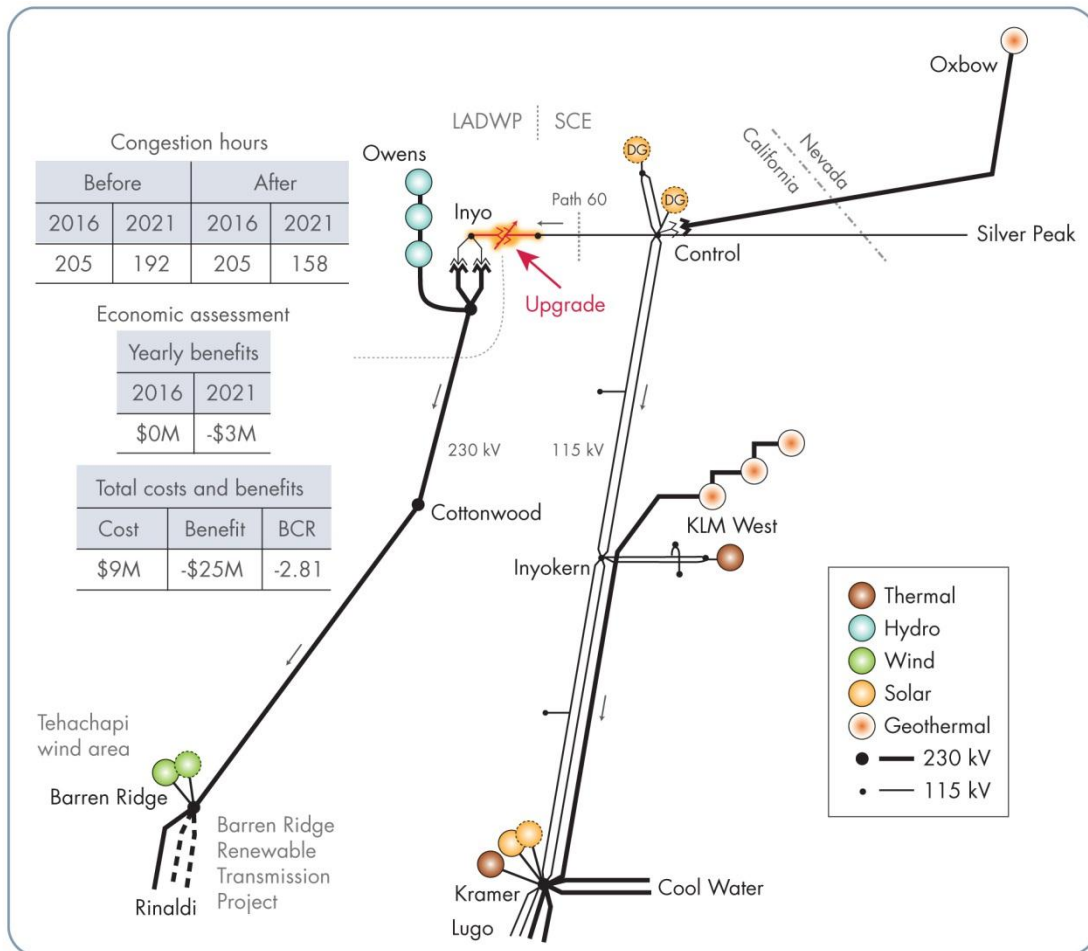 Oxbow
LADWP
SCE
Nevada
California
Congestion hours
Before After
2016 2021 2016 2021
205 192 205 158
Owens
DG
DG
Inyo
Path 60
Control
Silver Peak
Upgrade
Economic assessment
Yearly benefits
2016 2021
$0M -$3M
230 kV
115 kV
Total costs and benefits
Cost Benefit BCR
$9M -$25M -2.81
Cottonwood
KLM West
Inyokern
Thermal
Hydro
Wind
Solar
Geothermal
230 kV
115 kV
Tehachapi
wind area
Barren Ridge
Barren Ridge
Renewable
Transmission
Project
Rinaldi
Kramer
Cool Water
Lugo